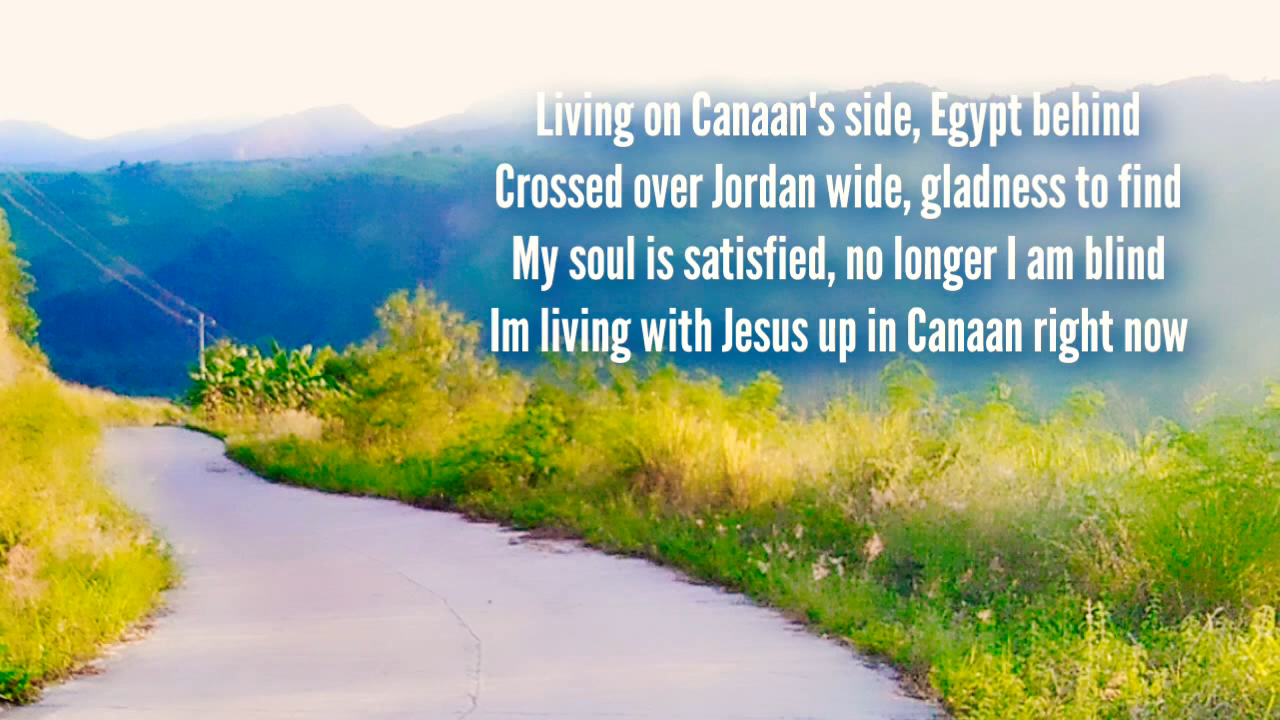 Living on Canaan's side, Egypt behind
Crossed over Jordan wide, gladness to find
My soul is satisfied, no longer I am blind
Im living with Jesus up in Canaan right now